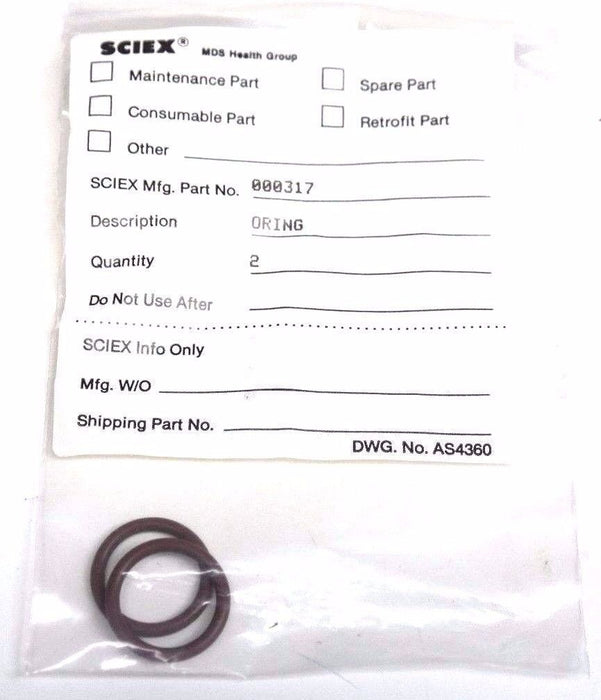 SCIEX® MDS Health Group
Maintenance Part Spare Part
Consumable Part Retrofit Part
Other
SCIEX Mfg. Part No. 000317
Description ORING
Quantity 2
Do Not Use After
SCIEX Info Only
Mfg. W/O
Shipping Part No.
DWG. No. AS4360